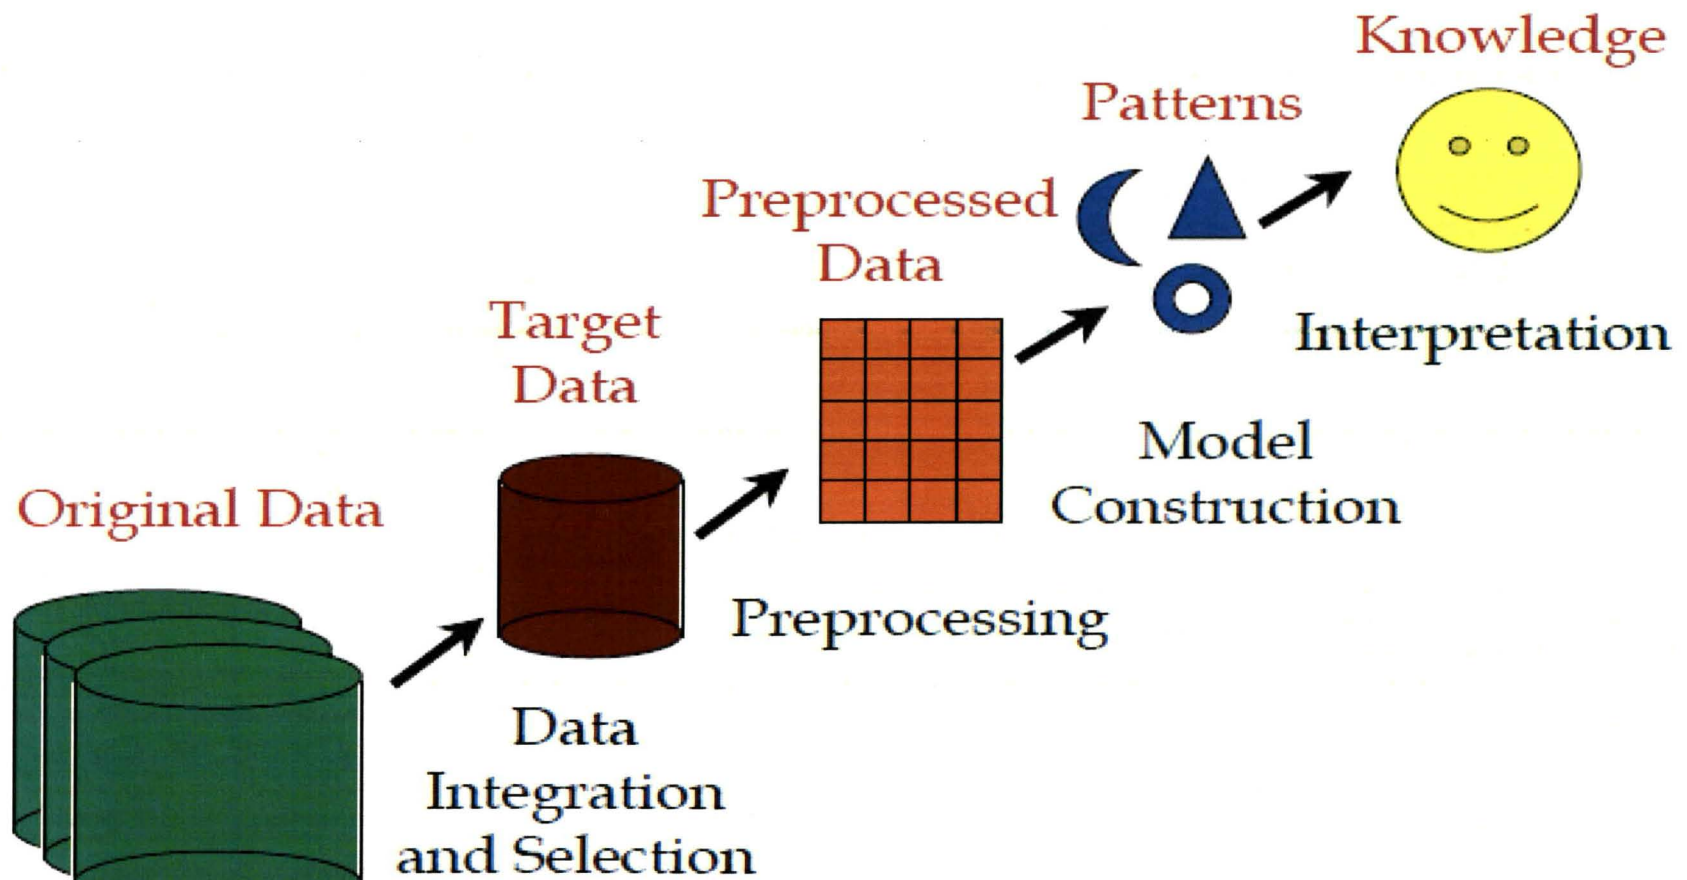 Knowledge
Patterns
Preprocessed
Data
Target
Data
Interpretation
Model
Construction
Original Data
Preprocessing
Data
Integration
and Selection